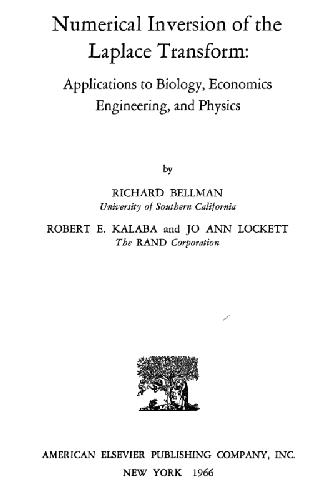 Numerical Inversion of the
Laplace Transform:
Applications to Biology, Economics
Engineering, and Physics
by
RICHARD BELLMAN
University of Southern California
ROBERT E. KALABA and JO ANN LOCKETT
The RAND Corporation
AMERICAN ELSEVIER PUBLISHING COMPANY, INC.
NEW YORK 1966